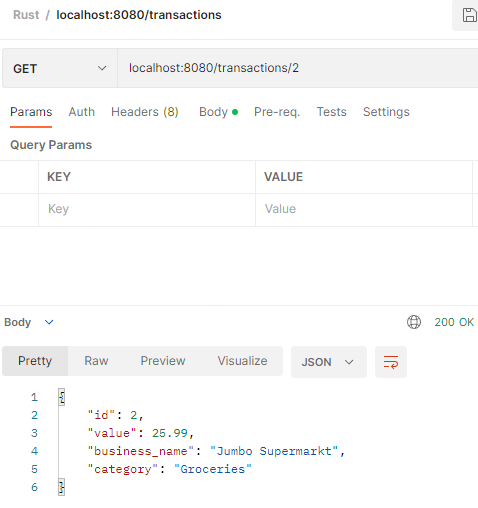 Rust / localhost:8080/transactions
GET localhost:8080/transactions/2
Params Auth Headers (8) Body Pre-req. Tests Settings
Query Params
KEY VALUE
Key Value
Body 200 OK
Pretty Raw Preview Visualize JSON
1 {
2 "id": 2,
3 "value": 25.99,
4 "business_name": "Jumbo Supermarkt",
5 "category": "Groceries"
6 }